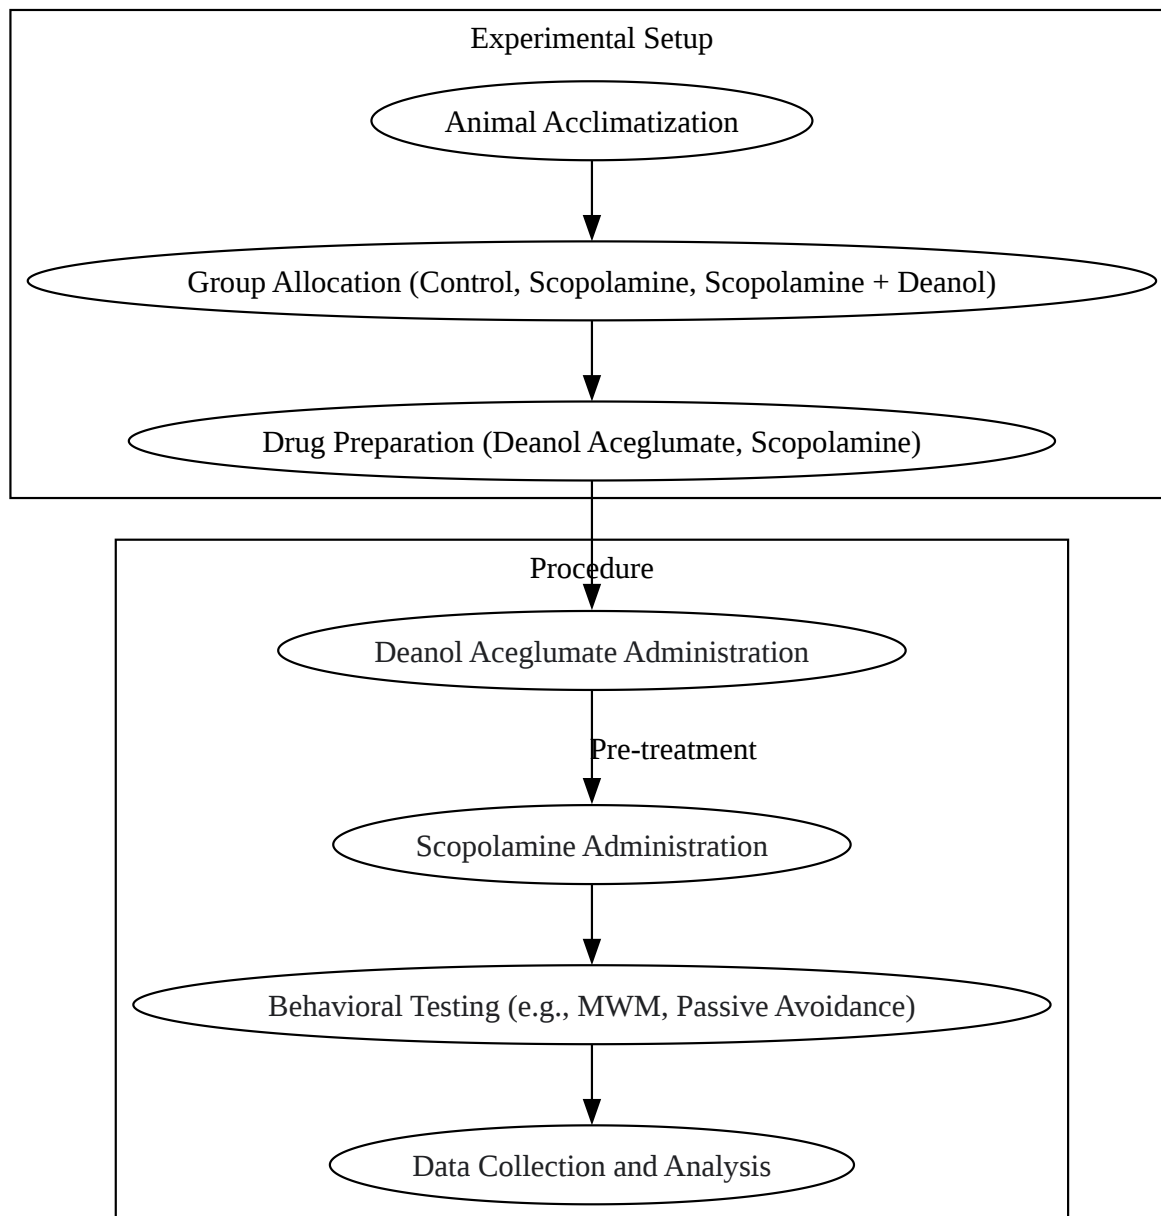 Experimental Setup
Animal Acclimatization
Group Allocation (Control, Scopolamine, Scopolamine + Deanol)
Drug Preparation (Deanol Aceglumate, Scopolamine)
Procedure
Deanol Aceglumate Administration
Pre-treatment
Scopolamine Administration
Behavioral Testing (e.g., MWM, Passive Avoidance)
Data Collection and Analysis